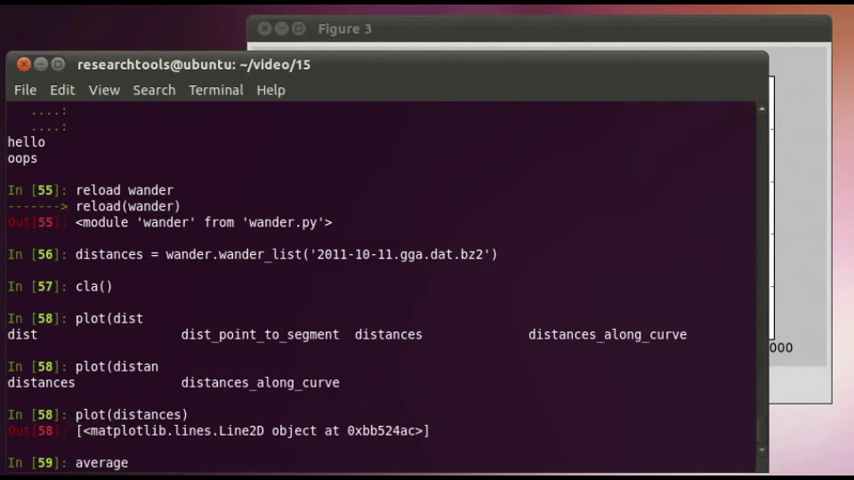 Figure 3
researchtools@ubuntu: ~/video/15
File Edit View Search Terminal Help
....:
....:
hello
oops
In [55]: reload wander
-------> reload(wander)
Out[55]: <module 'wander' from 'wander.py'>
In [56]: distances = wander.wander_list('2011-10-11.gga.dat.bz2')
In [57]: cla()
In [58]: plot(dist
dist dist_point_to_segment distances distances_along_curve
000
In [58]: plot(distan
distances distances_along_curve
In [58]: plot(distances)
Out[58]: [<matplotlib.lines.Line2D object at 0xbb524ac>]
In [59]: average